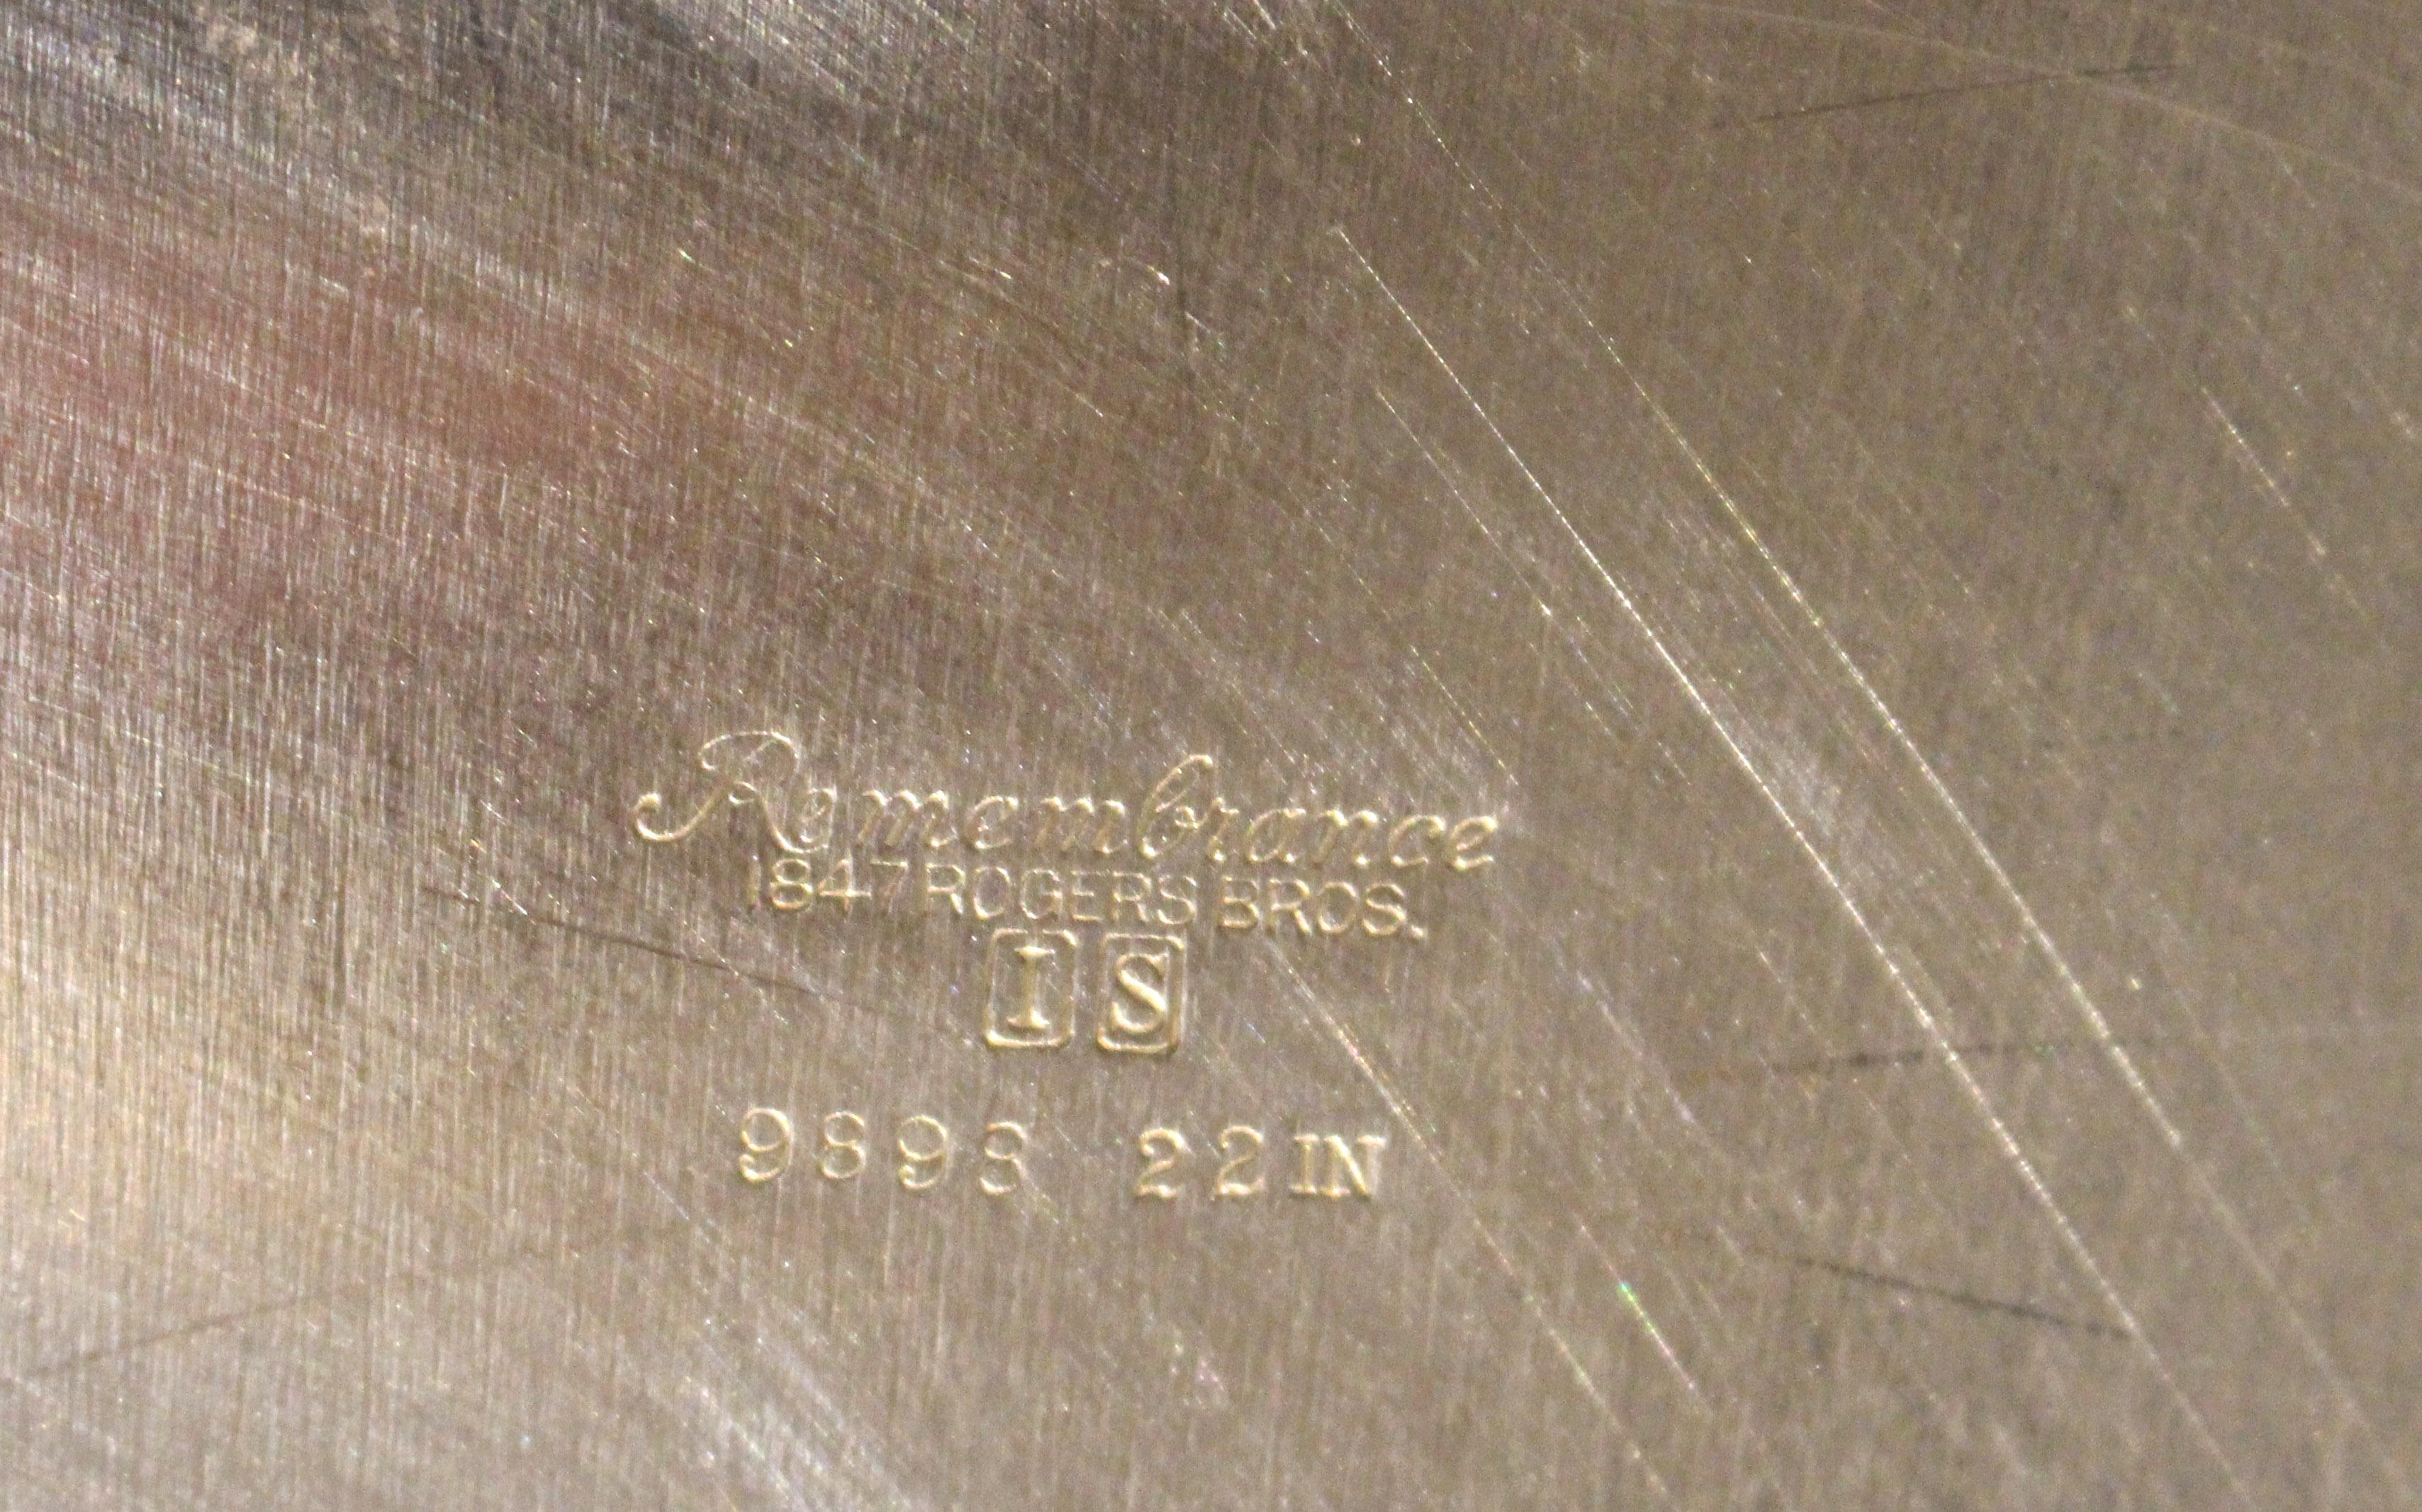 Remembrance
1847 ROGERS BROS.
I S
9898 22 IN